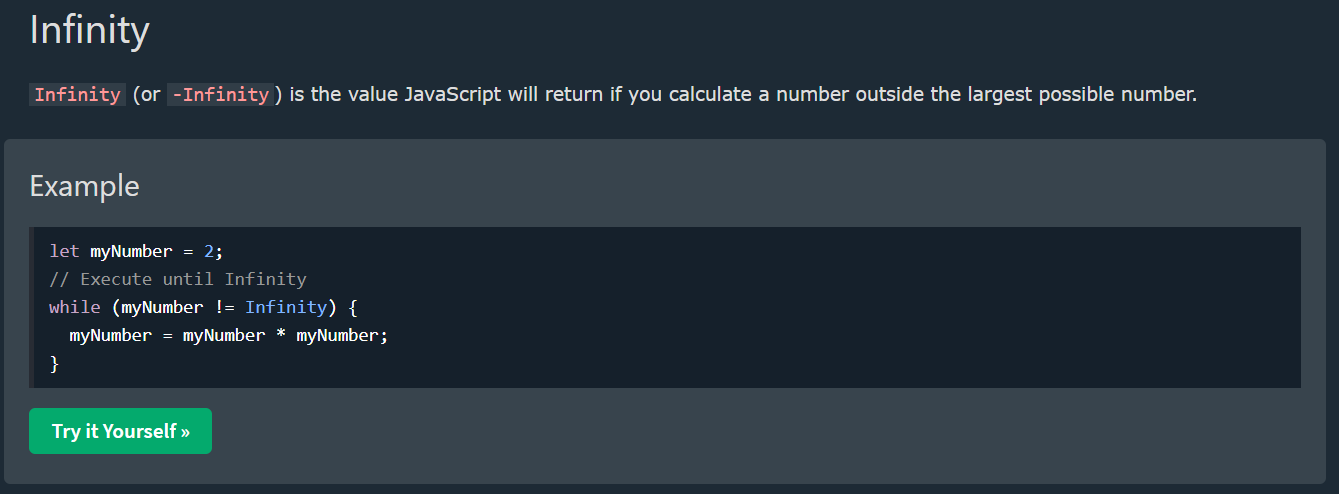 Infinity
Infinity (or -Infinity) is the value JavaScript will return if you calculate a number outside the largest possible number.
Example
let myNumber = 2;
// Execute until Infinity
while (myNumber != Infinity) {
  myNumber = myNumber * myNumber;
}
Try it Yourself »